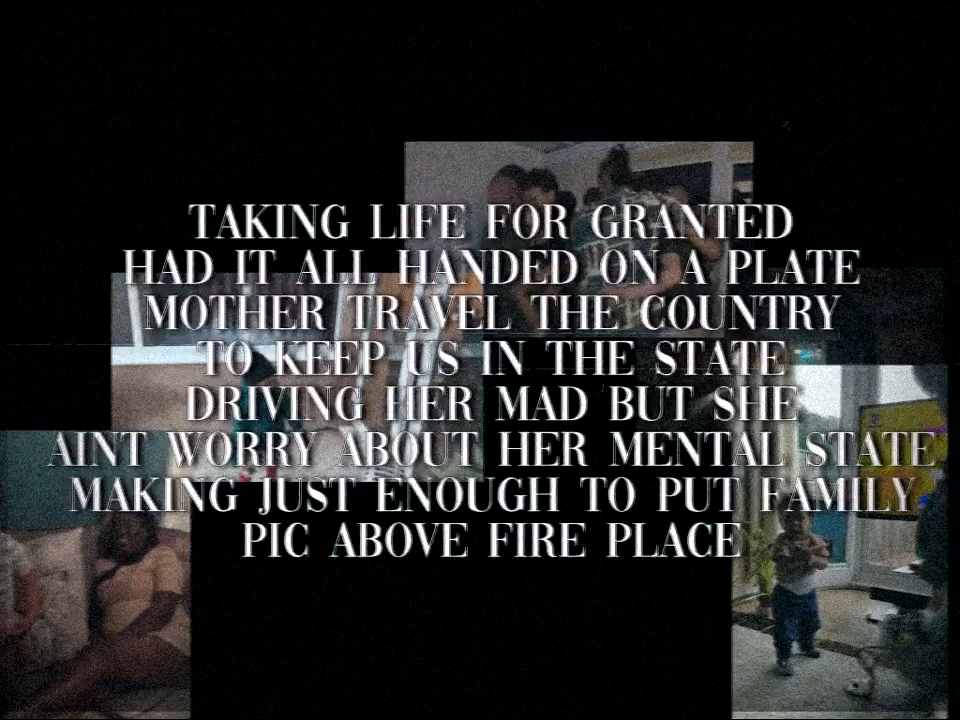 TAKING LIFE FOR GRANTED
HAD IT ALL HANDED ON A PLATE
MOTHER TRAVEL THE COUNTRY
TO KEEP US IN THE STATE
DRIVING HER MAD BUT SHE
AINT WORRY ABOUT HER MENTAL STATE
MAKING JUST ENOUGH TO PUT FAMILY
PIC ABOVE FIRE PLACE